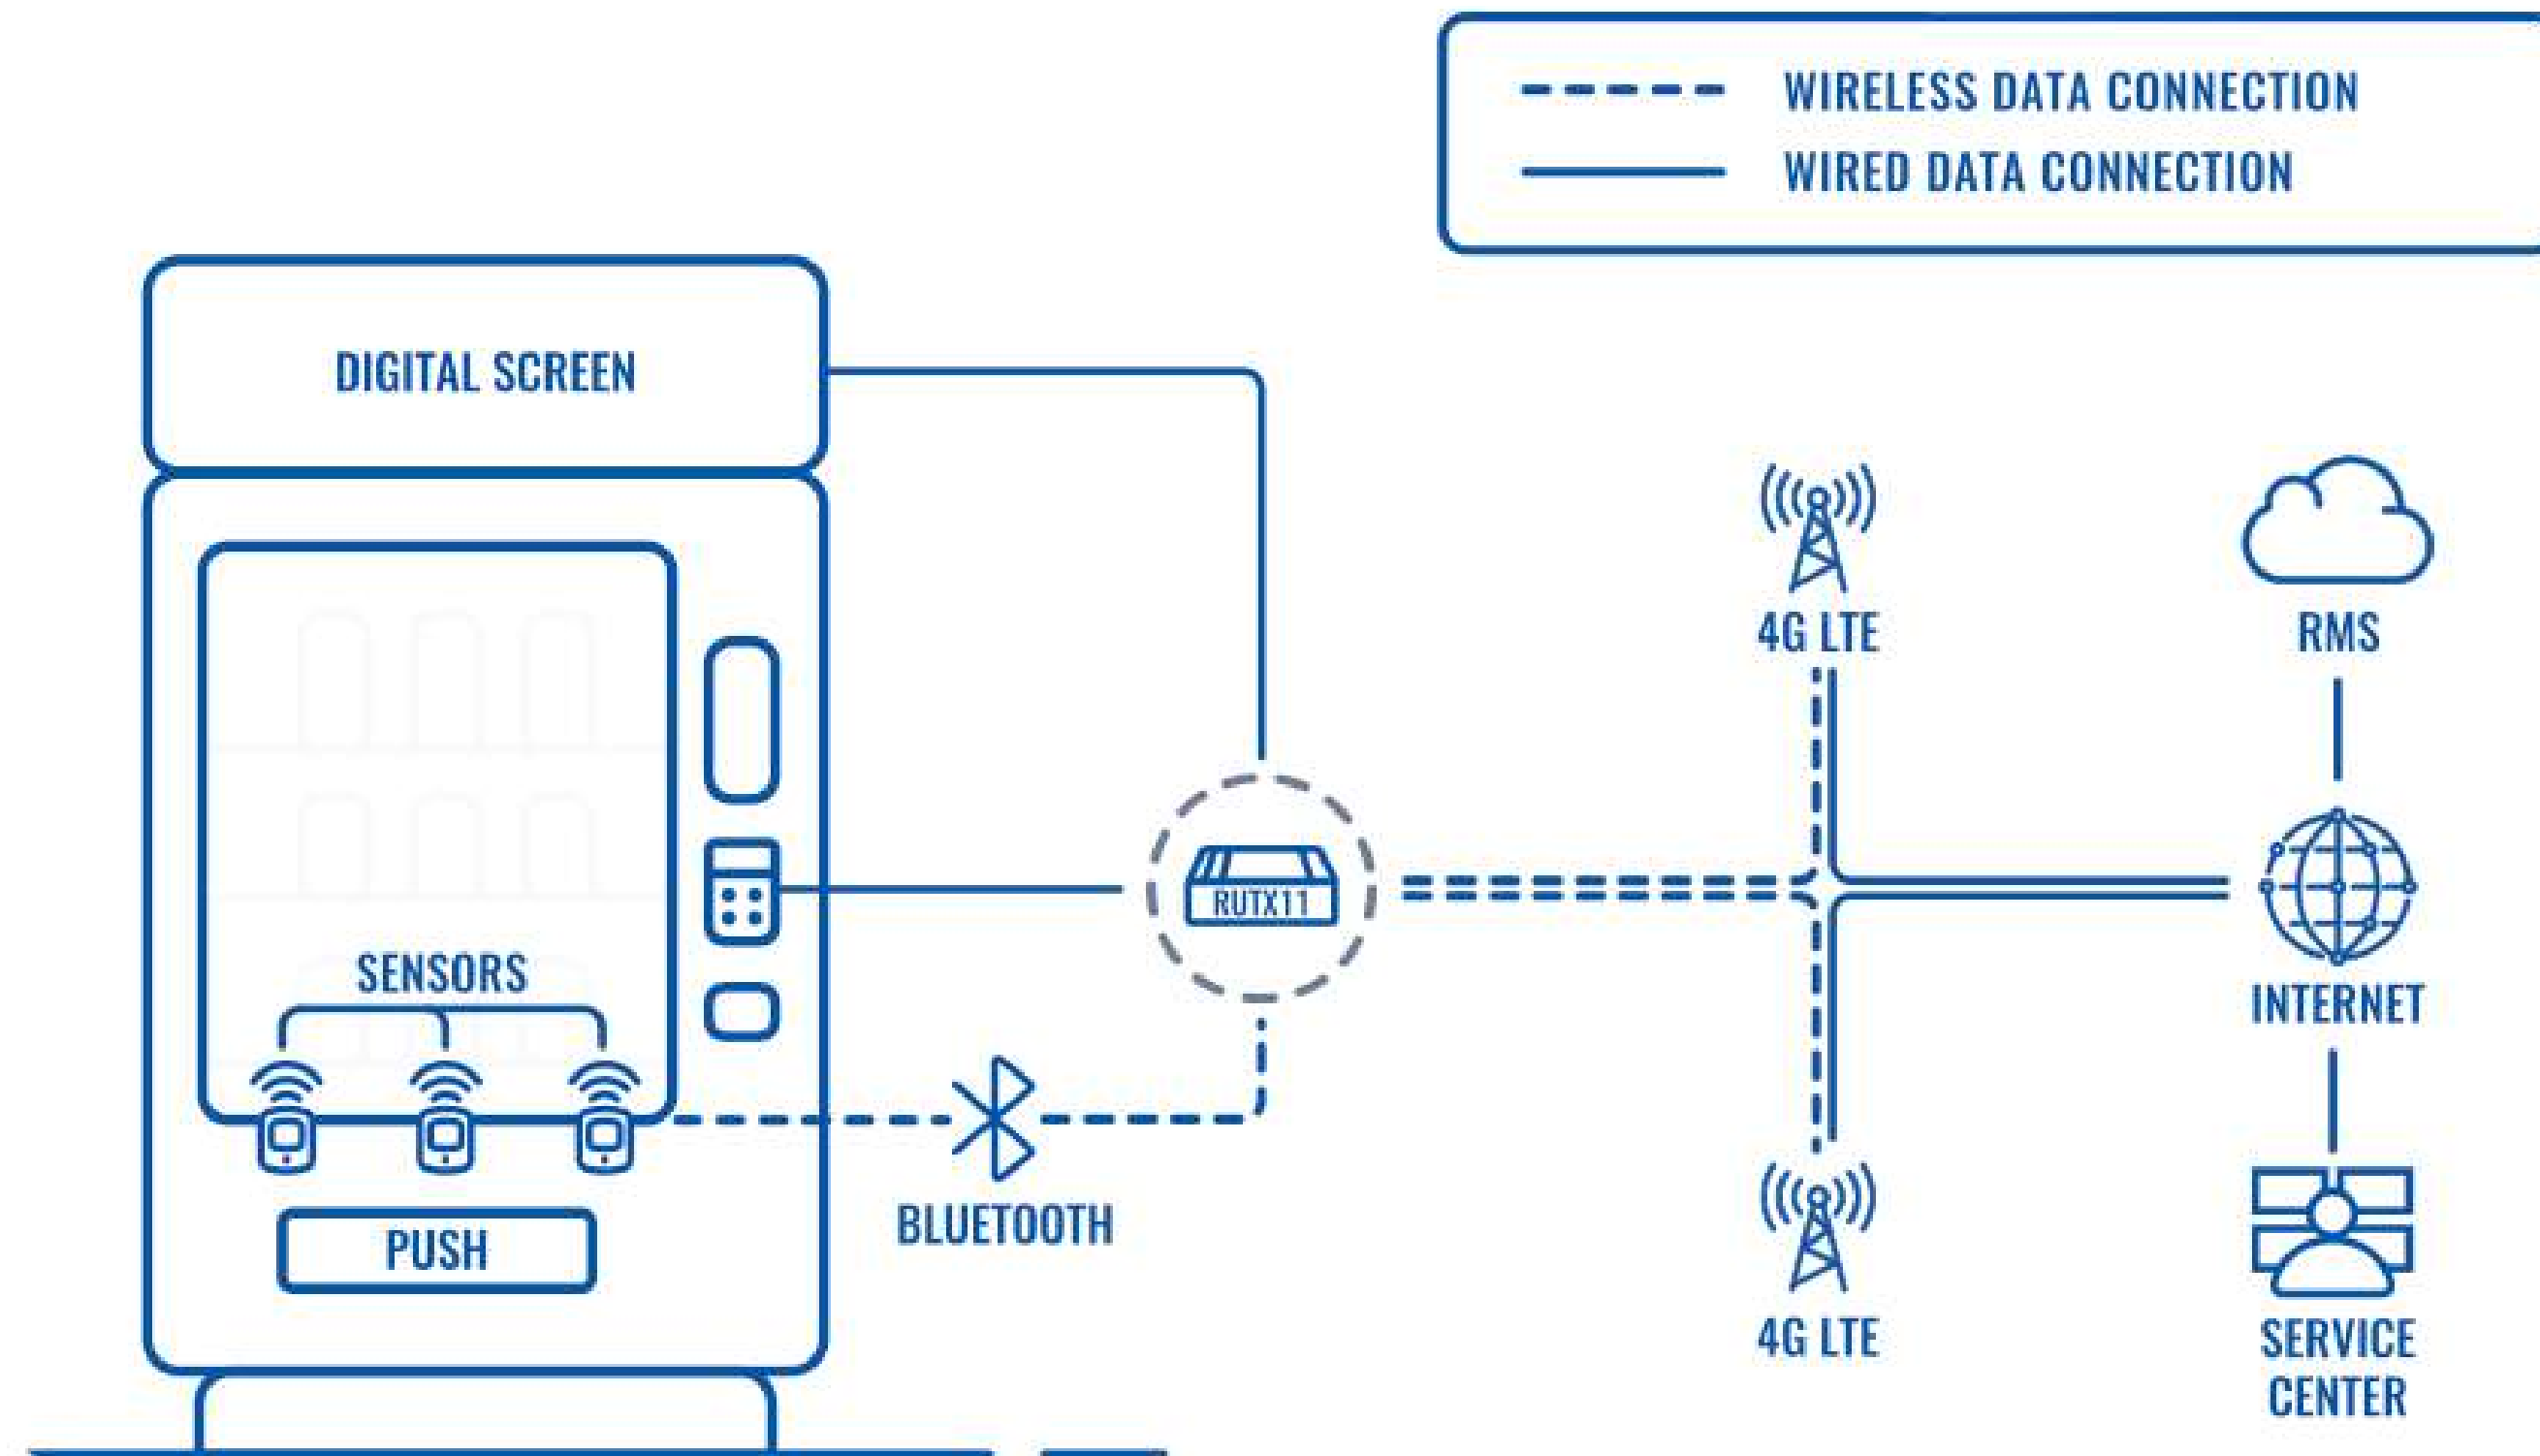 WIRELESS DATA CONNECTION
WIRED DATA CONNECTION
DIGITAL SCREEN
4G LTE
RMS
RUTX11
SENSORS
INTERNET
BLUETOOTH
PUSH
4G LTE
SERVICE
CENTER